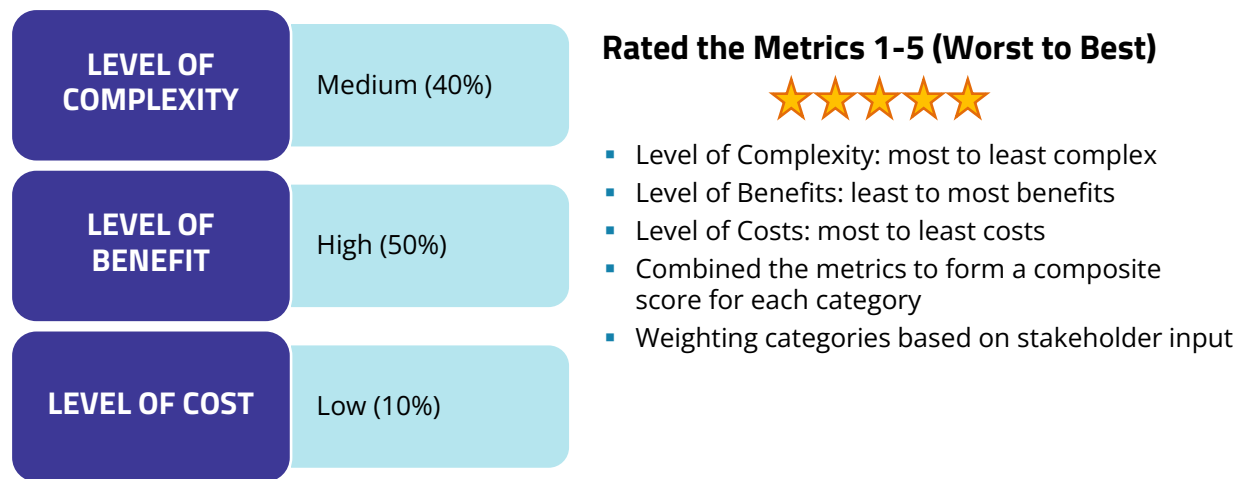 LEVEL OF
COMPLEXITY
Medium (40%)
LEVEL OF
BENEFIT
High (50%)
LEVEL OF COST
Low (10%)
Rated the Metrics 1-5 (Worst to Best)
▪ Level of Complexity: most to least complex
▪ Level of Benefits: least to most benefits
▪ Level of Costs: most to least costs
▪ Combined the metrics to form a composite
score for each category
▪ Weighting categories based on stakeholder input